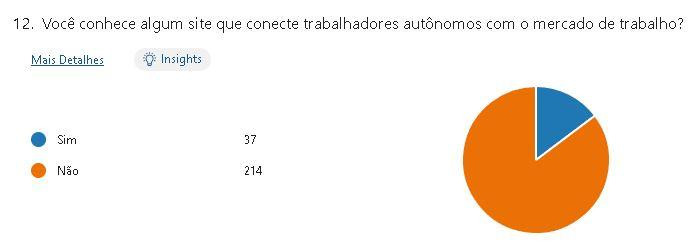 12. Você conhece algum site que conecte trabalhadores autônomos com o mercado de trabalho?
Mais Detalhes Insights
Sim 37
Não 214